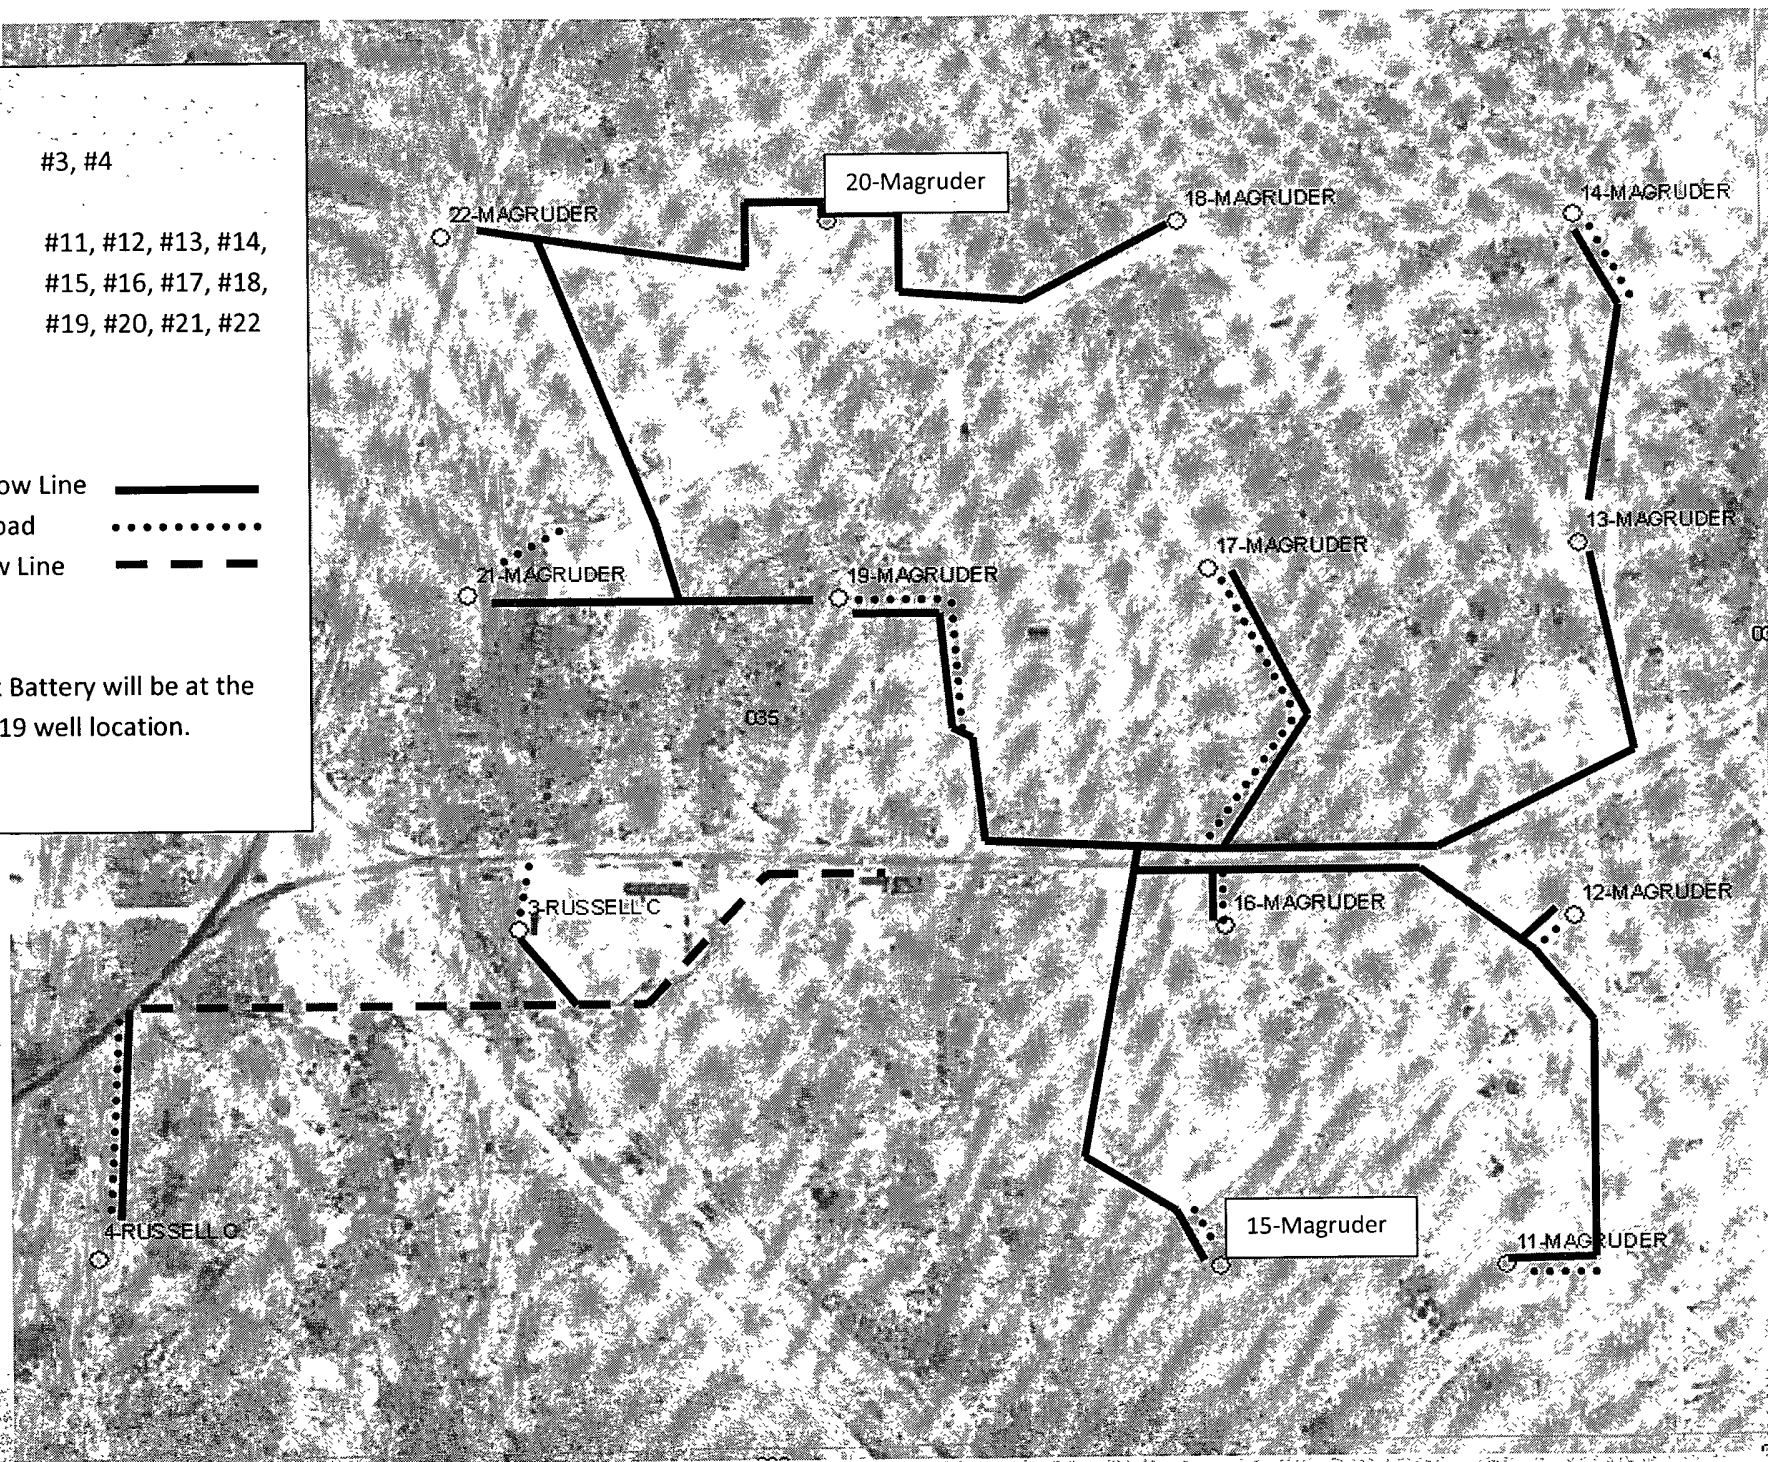 #3, #4
#11, #12, #13, #14,
#15, #16, #17, #18,
#19, #20, #21, #22
ow Line
oad
w Line
Battery will be at the
19 well location.
20-Magruder
18-MAGRUDER
14-MAGRUDER
22-MAGRUDER
13-MAGRUDER
17-MAGRUDER
21-MAGRUDER
19-MAGRUDER
03
035
12-MAGRUDER
16-MAGRUDER
3-RUSSELL C
15-Magruder
4-RUSSELL C
11-MAGRUDER